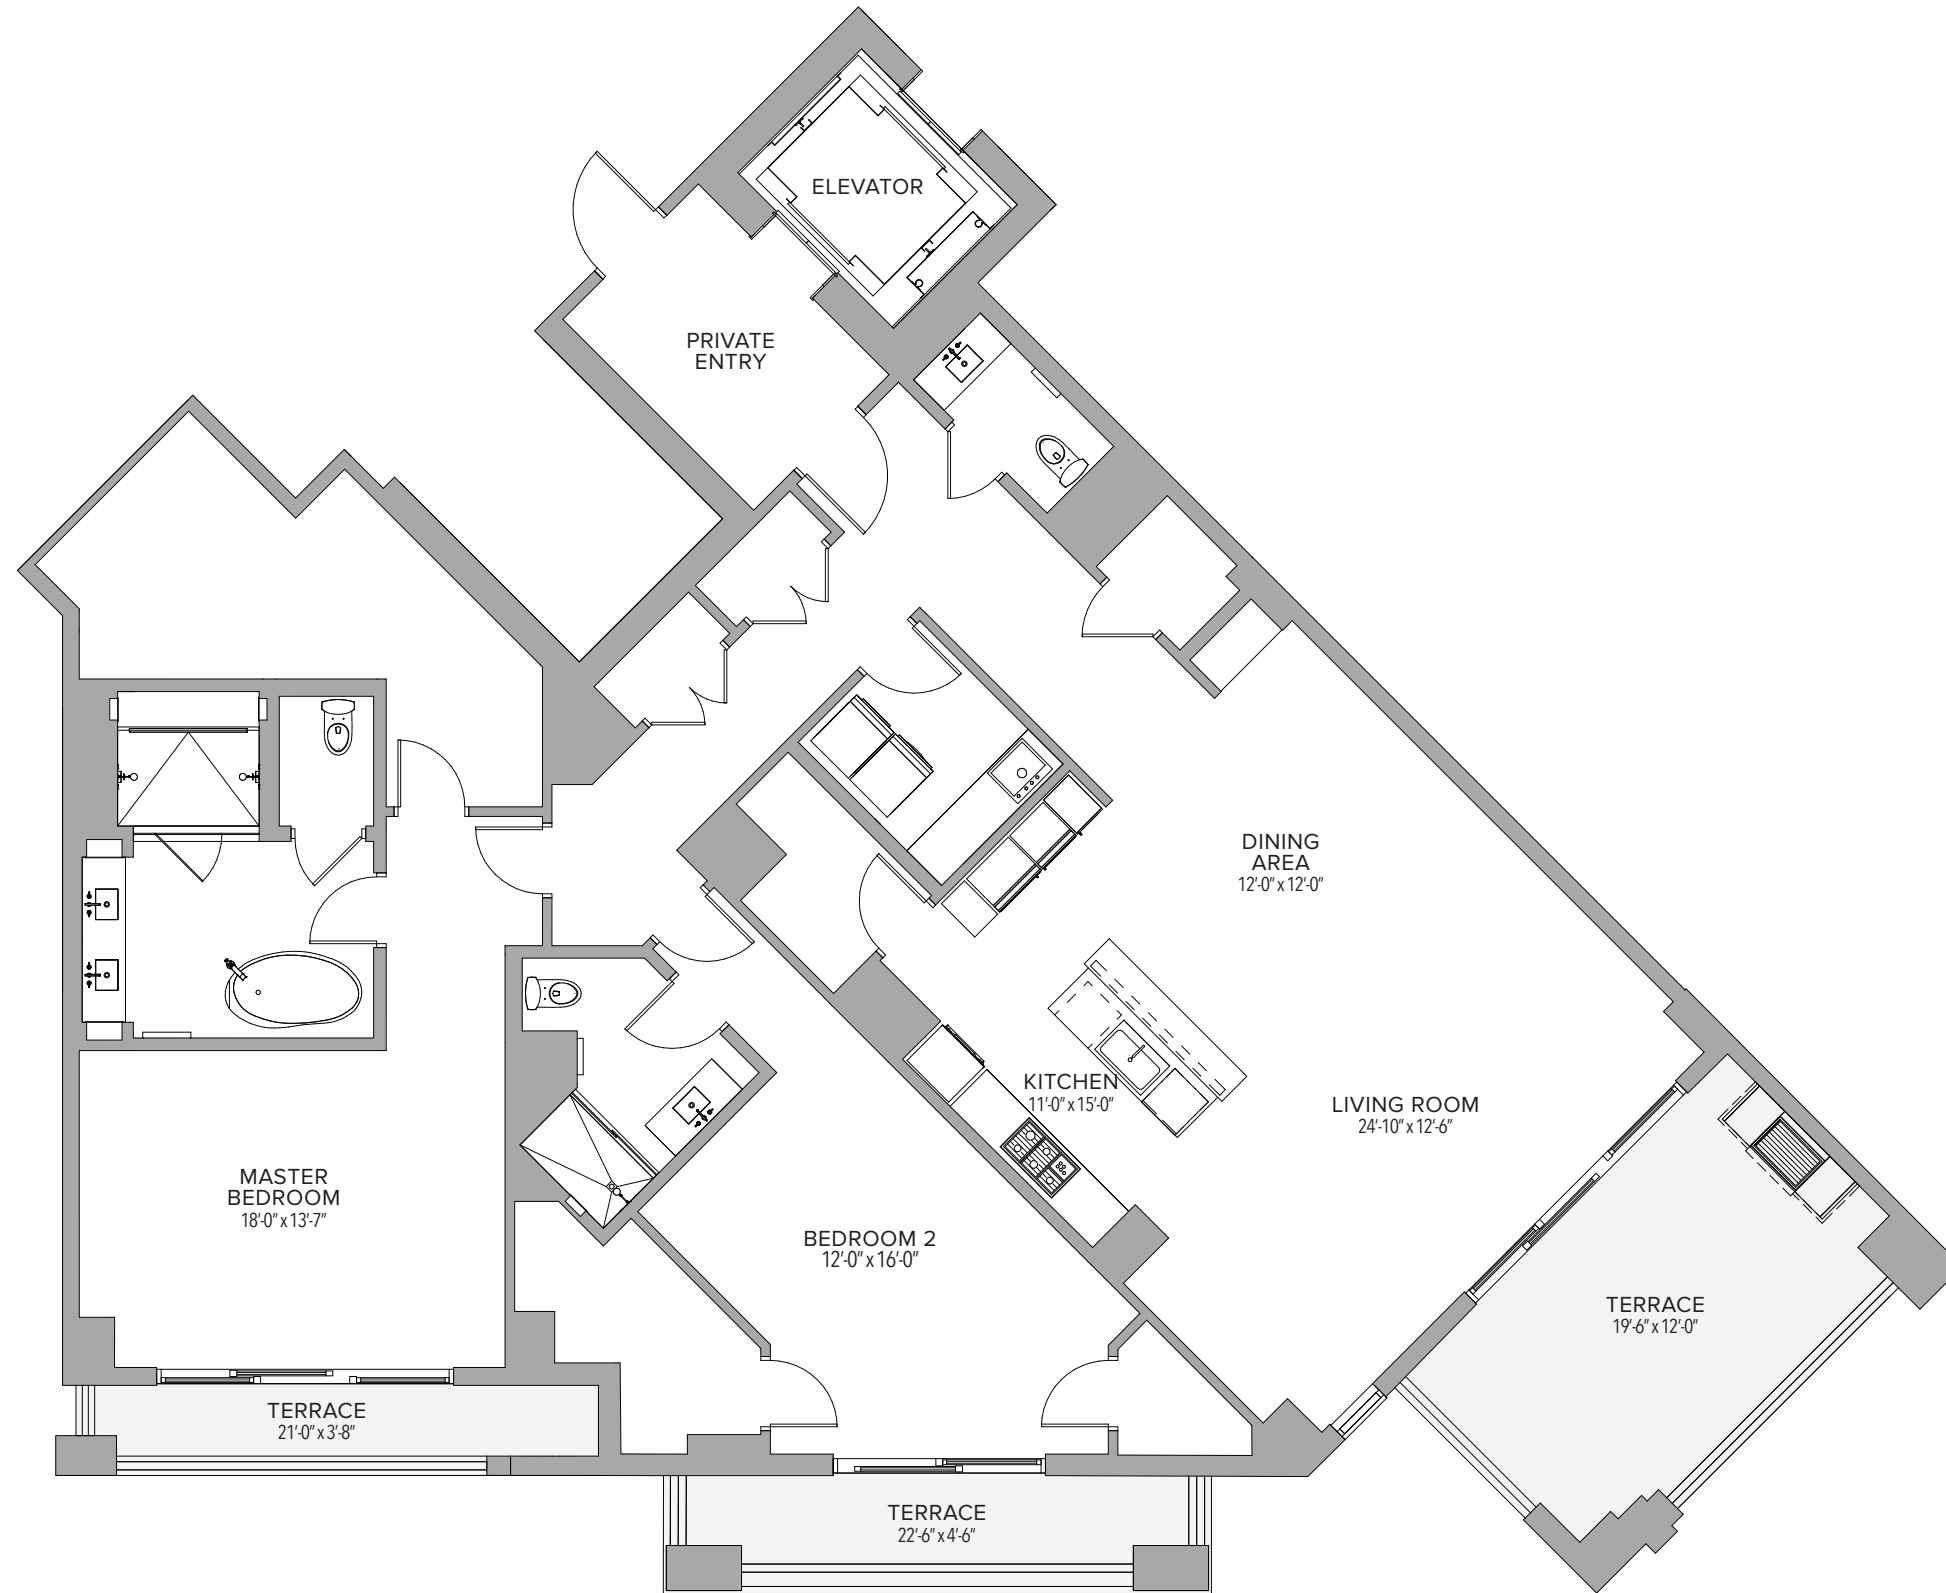 ELEVATOR
PRIVATE
ENTRY
DINING
AREA
12'-0" x 12'-0"
KITCHEN
11'-0" x 15'-0"
LIVING ROOM
24'-10" x 12'-6"
MASTER
BEDROOM
18'-0" x 13'-7"
BEDROOM 2
12'-0" x 16'-0"
TERRACE
19'-6" x 12'-0"
TERRACE
21'-0" x 3'-8"
TERRACE
22'-6" x 4'-6"